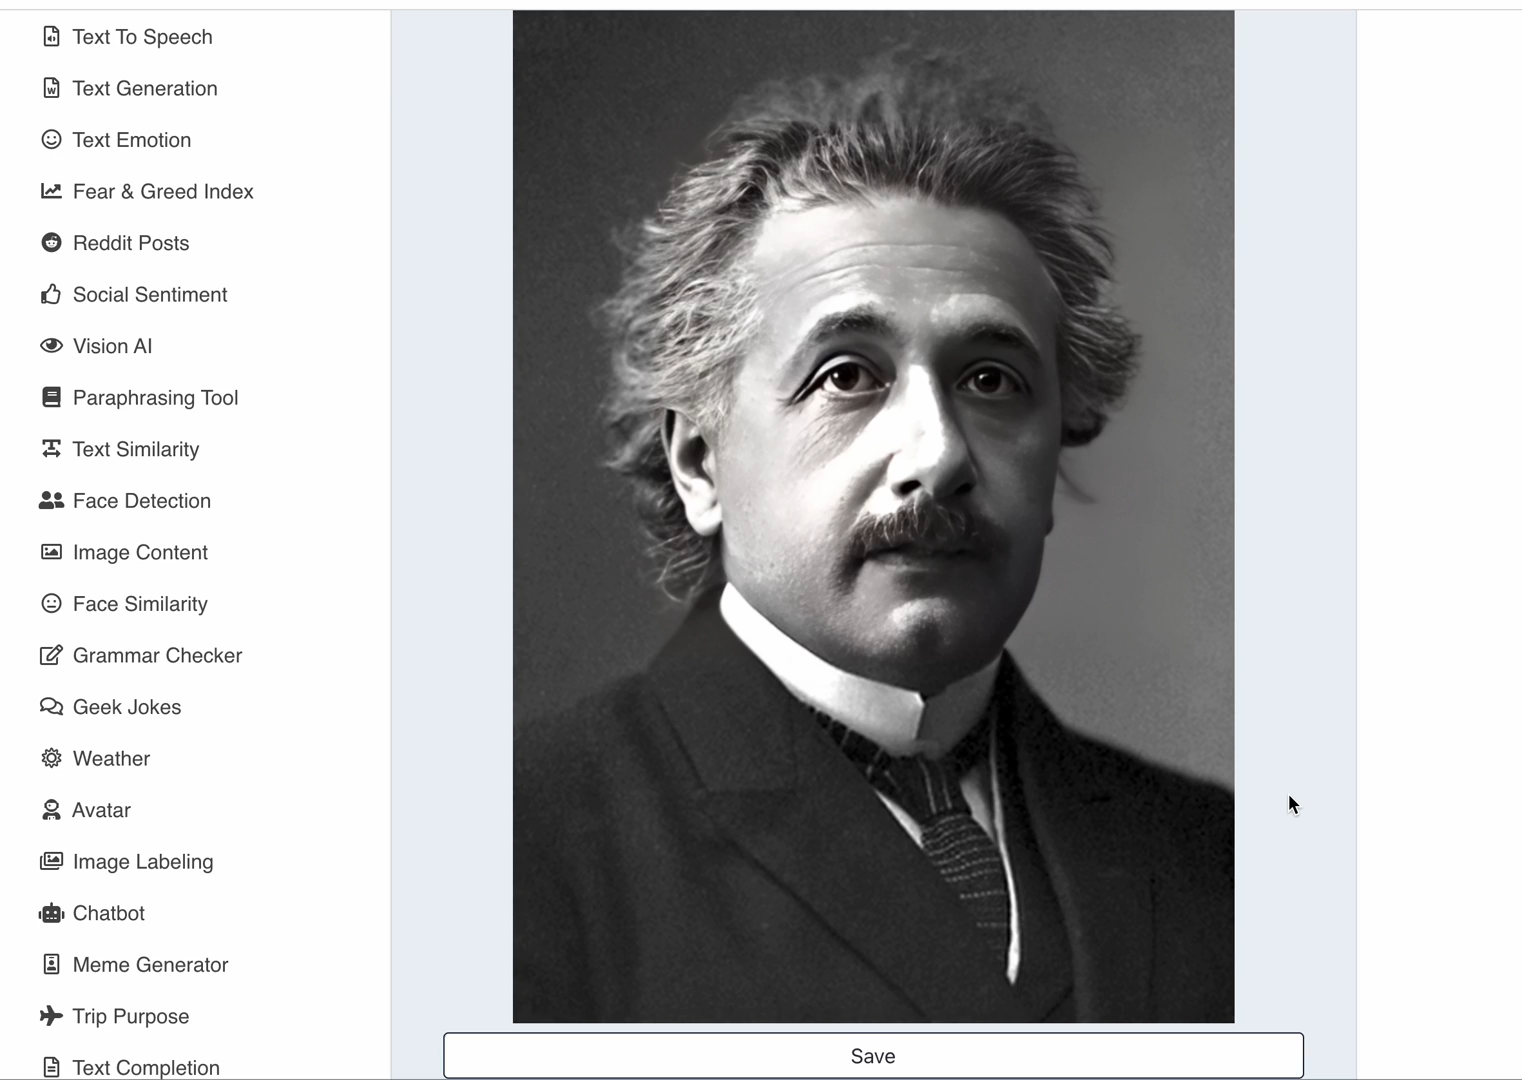 Text To Speech
Text Generation
Text Emotion
Fear & Greed Index
Reddit Posts
Social Sentiment
Vision AI
Paraphrasing Tool
Text Similarity
Face Detection
Image Content
Face Similarity
Grammar Checker
Geek Jokes
Weather
Avatar
Image Labeling
Chatbot
Meme Generator
Trip Purpose
Text Completion
Save